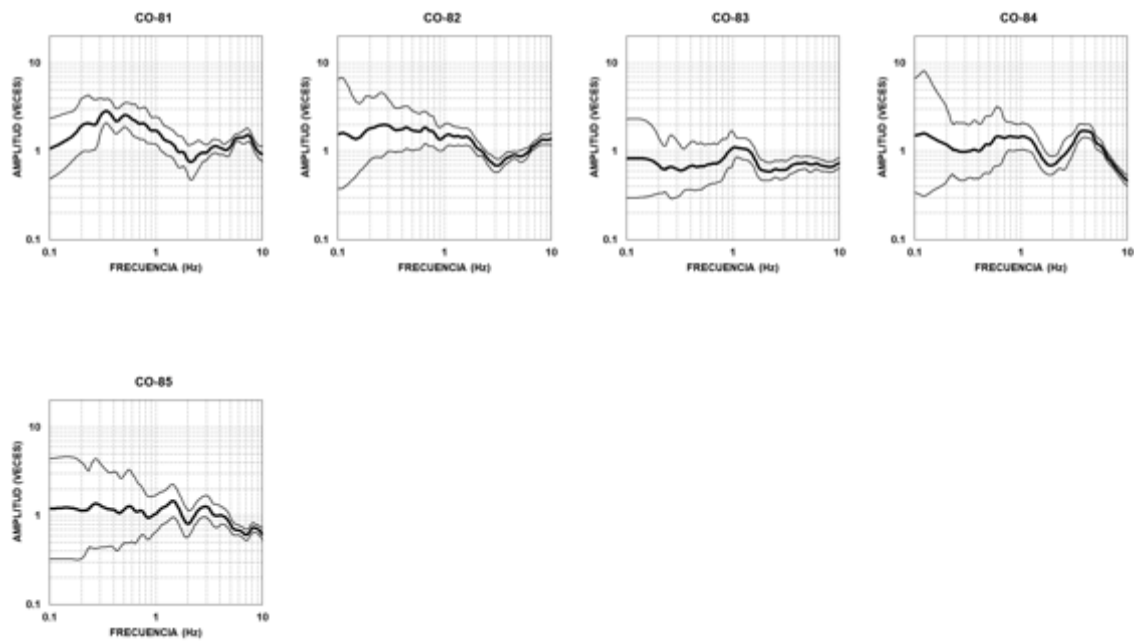 CO-81
AMPLITUD (VECES)
10
1
0.1
0.1
1
10
FRECUENCIA (Hz)
CO-82
AMPLITUD (VECES)
10
1
0.1
0.1
1
10
FRECUENCIA (Hz)
CO-83
AMPLITUD (VECES)
10
1
0.1
0.1
1
10
FRECUENCIA (Hz)
CO-84
AMPLITUD (VECES)
10
1
0.1
0.1
1
10
FRECUENCIA (Hz)
CO-85
AMPLITUD (VECES)
10
1
0.1
0.1
1
10
FRECUENCIA (Hz)